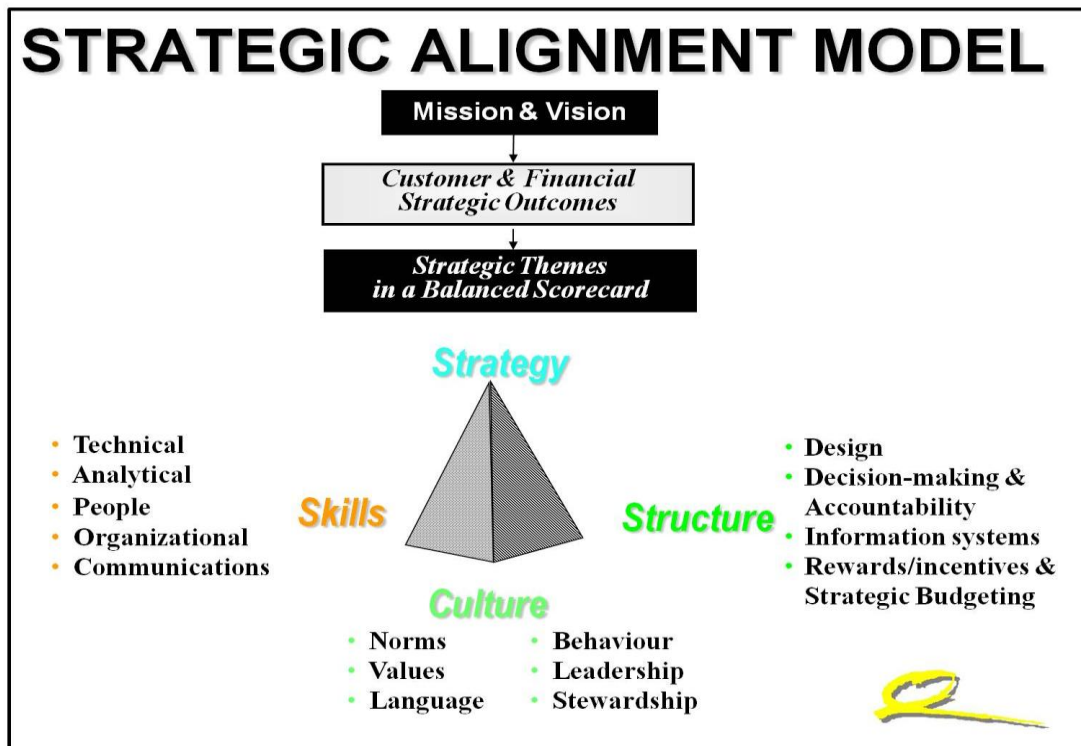 STRATEGIC ALIGNMENT MODEL
Mission & Vision
Customer & Financial
Strategic Outcomes
Strategic Themes
in a Balanced Scorecard
Strategy
Skills
• Technical
• Analytical
• People
• Organizational
• Communications
Structure
• Design
• Decision-making &
Accountability
• Information systems
• Rewards/incentives &
Strategic Budgeting
Culture
• Norms
• Values
• Language
• Behaviour
• Leadership
• Stewardship